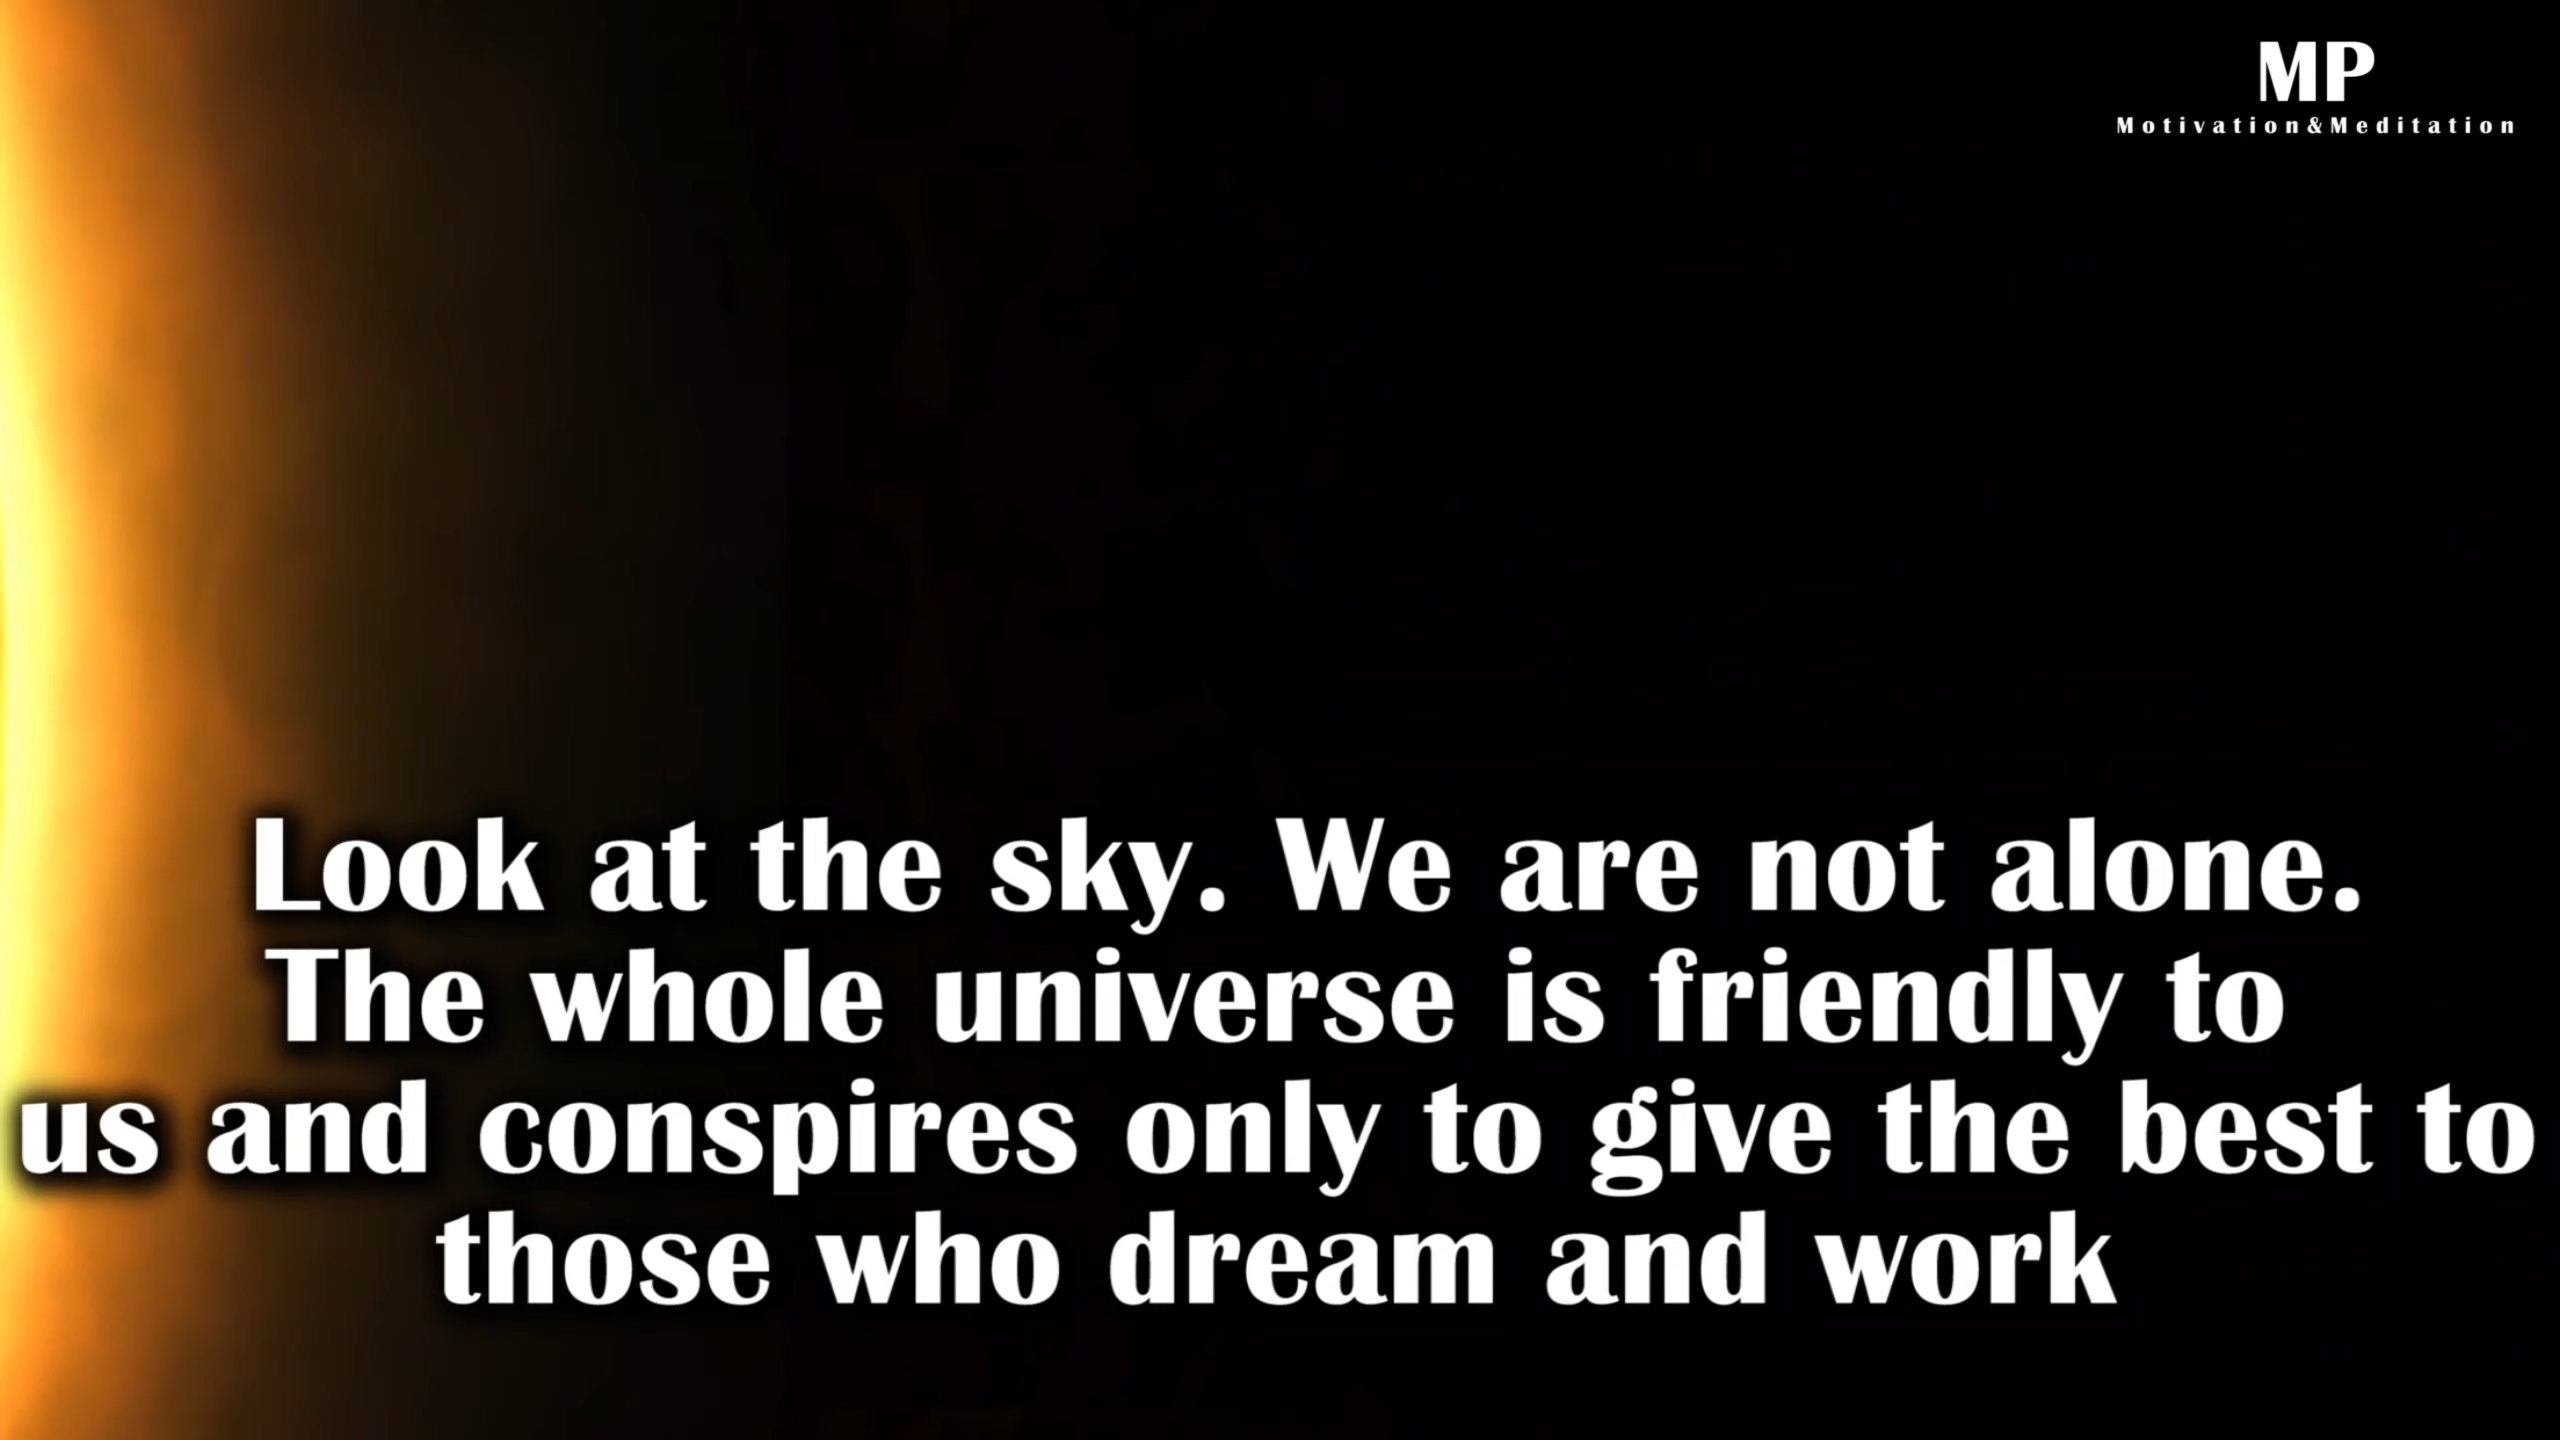 MP
Motivation&Meditation
Look at the sky. We are not alone.
The whole universe is friendly to
us and conspires only to give the best to
those who dream and work